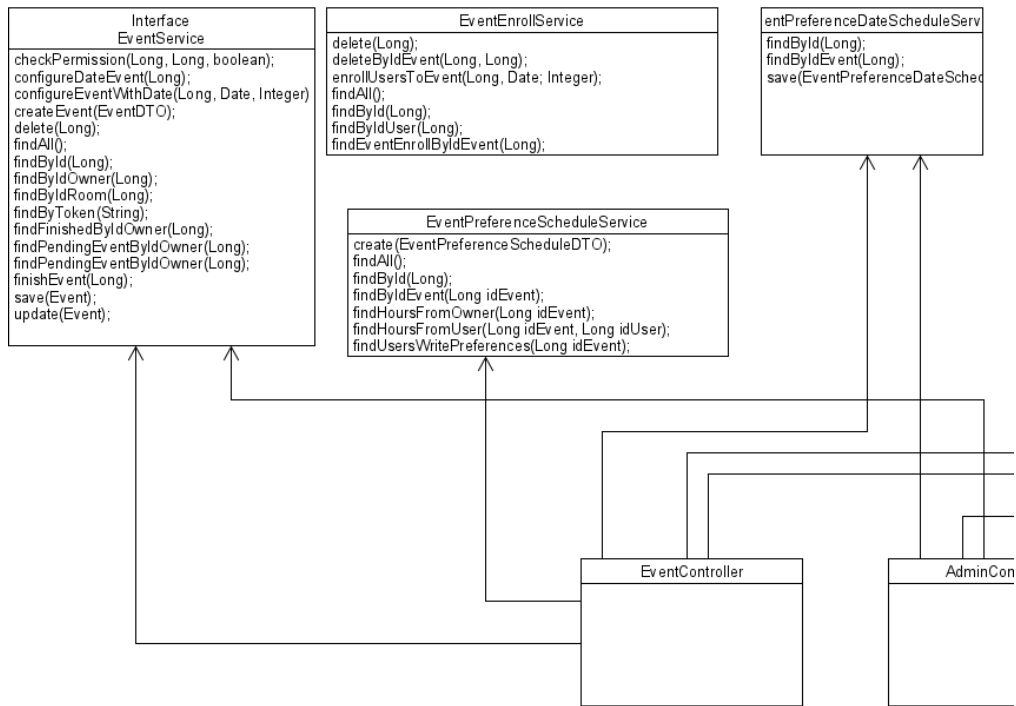 Interface
EventService
checkPermission(Long, Long, boolean);
configureDateEvent(Long);
configureEventWithDate(Long, Date, Integer)
createEvent(EventDTO);
delete(Long);
findAll();
findById(Long);
findByIdOwner(Long);
findByIdRoom(Long);
findByToken(String);
findFinishedByIdOwner(Long);
findPendingEventByIdOwner(Long);
findPendingEventByIdOwner(Long);
finishEvent(Long);
save(Event);
update(Event);
EventEnrollService
delete(Long);
deleteByIdEvent(Long, Long);
enrollUsersToEvent(Long, Date; Integer);
findAll();
findById(Long);
findByIdUser(Long);
findEventEnrollByIdEvent(Long);
entPreferenceDateScheduleServ
findById(Long);
findByIdEvent(Long);
save(EventPreferenceDateSched
EventPreferenceScheduleService
create(EventPreferenceScheduleDTO);
findAll();
findById(Long);
findByIdEvent(Long idEvent);
findHoursFromOwner(Long idEvent);
findHoursFromUser(Long idEvent, Long idUser);
findUsersWritePreferences(Long idEvent);
EventController
AdminCon